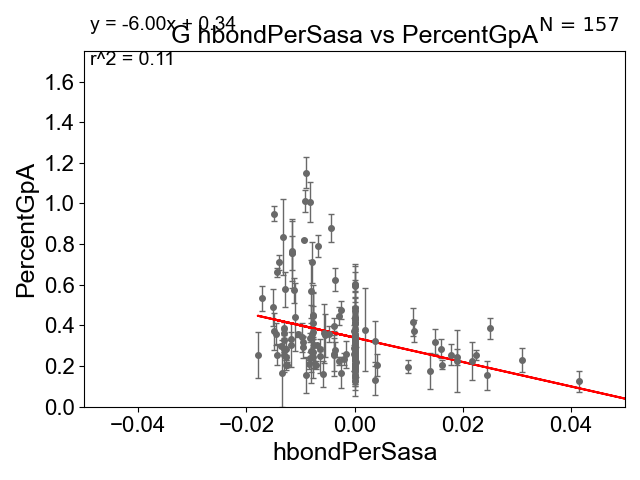 y = -6.00x + 0.34
N = 157
G hbondPerSasa vs PercentGpA
r^2 = 0.11
1.6
1.4
1.2
1.0
0.8
0.6
0.4
0.2
0.0
PercentGpA
−0.04
−0.02
0.00
0.02
0.04
hbondPerSasa